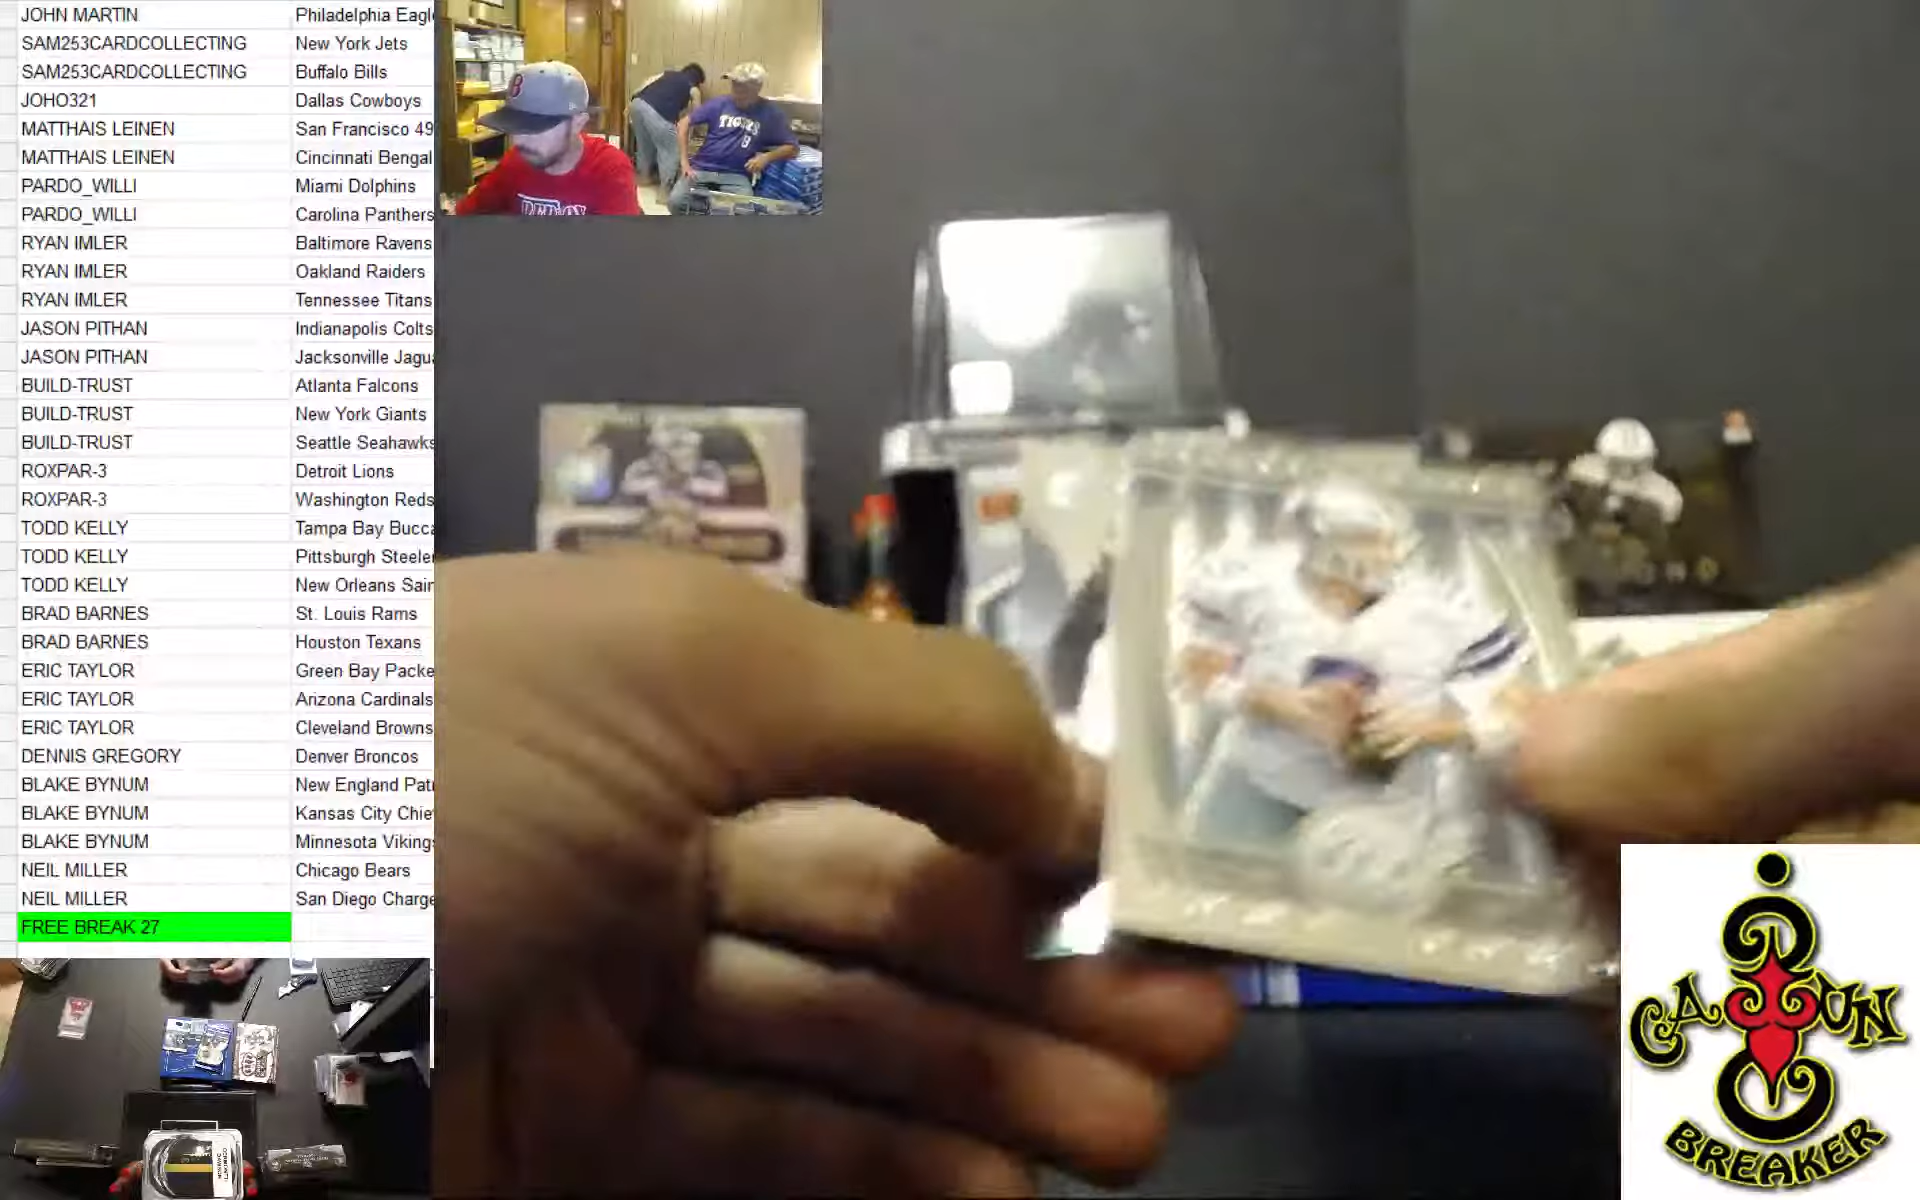 JOHN MARTIN Philadelphia Eagl
SAM253CARDCOLLECTING New York Jets
SAM253CARDCOLLECTING Buffalo Bills
JOHO321 Dallas Cowboys
MATTHAIS LEINEN San Francisco 49
MATTHAIS LEINEN Cincinnati Bengal
PARDO_WILLI Miami Dolphins
PARDO_WILLI Carolina Panthers
RYAN IMLER Baltimore Ravens
RYAN IMLER Oakland Raiders
RYAN IMLER Tennessee Titans
JASON PITHAN Indianapolis Colts
JASON PITHAN Jacksonville Jagu
BUILD-TRUST Atlanta Falcons
BUILD-TRUST New York Giants
BUILD-TRUST Seattle Seahawks
ROXPAR-3 Detroit Lions
ROXPAR-3 Washington Reds
TODD KELLY Tampa Bay Bucca
TODD KELLY Pittsburgh Steeler
TODD KELLY New Orleans Sain
BRAD BARNES St. Louis Rams
BRAD BARNES Houston Texans
ERIC TAYLOR Green Bay Packe
ERIC TAYLOR Arizona Cardinals
ERIC TAYLOR Cleveland Browns
DENNIS GREGORY Denver Broncos
BLAKE BYNUM New England Patr
BLAKE BYNUM Kansas City Chief
BLAKE BYNUM Minnesota Vikings
NEIL MILLER Chicago Bears
NEIL MILLER San Diego Charge
FREE BREAK 27
B
TIGERS
8
CAJUN
BREAKER